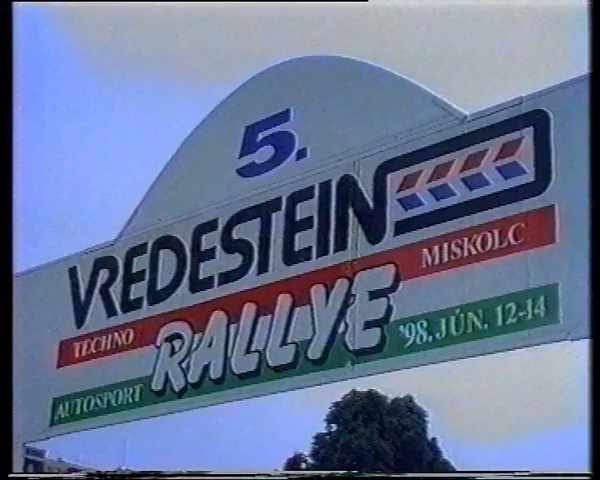 5.
VREDESTEIN
TECHNO MISKOLC
RALLYE
AUTOSPORT '98. JÚN. 12-14